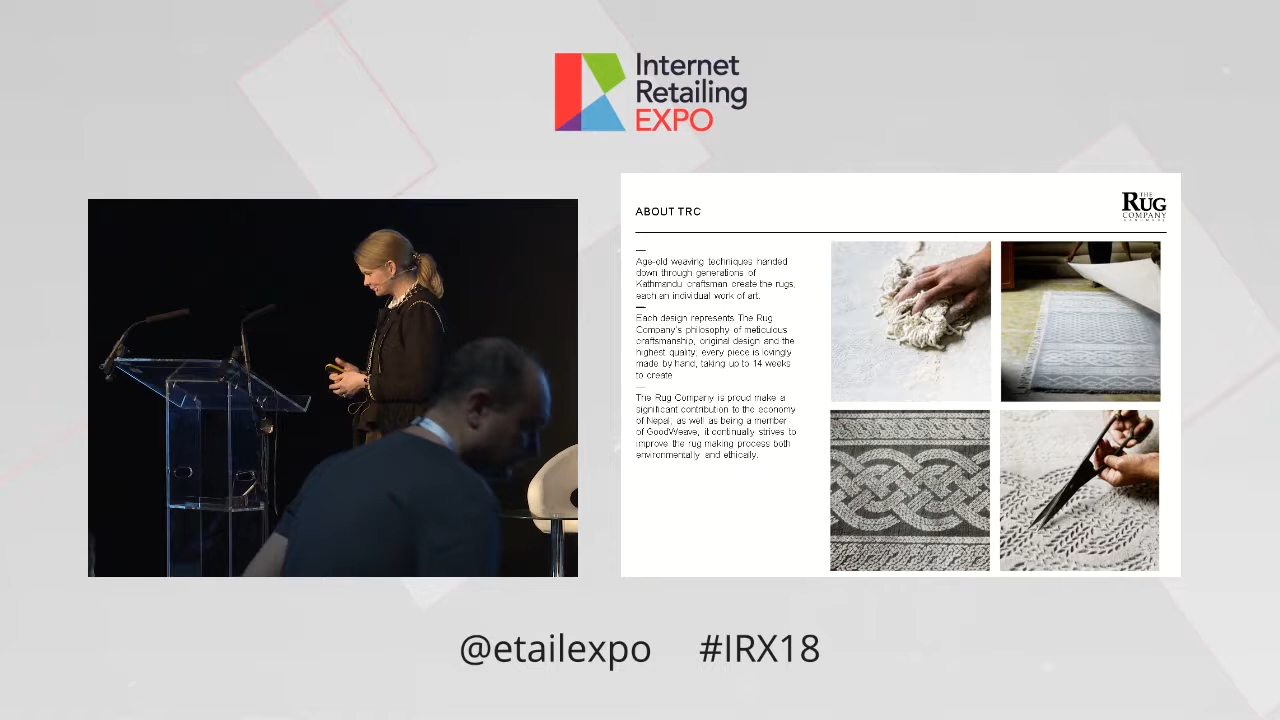 Internet
Retailing
EXPO
ABOUT TRC
THE
RUG
COMPANY
HANDMADE
Age-old weaving techniques handed
down through generations of
Kathmandu craftsman create the rugs,
each an individual work of art.
Each design represents The Rug
Company's philosophy of meticulous
craftsmanship, original design and the
highest quality; every piece is lovingly
made by hand, taking up to 14 weeks
to create
The Rug Company is proud make a
significant contribution to the economy
of Nepal, as well as being a member
of GoodWeave, it continually strives to
improve the rug making process both
environmentally and ethically.
@etailexpo #IRX18